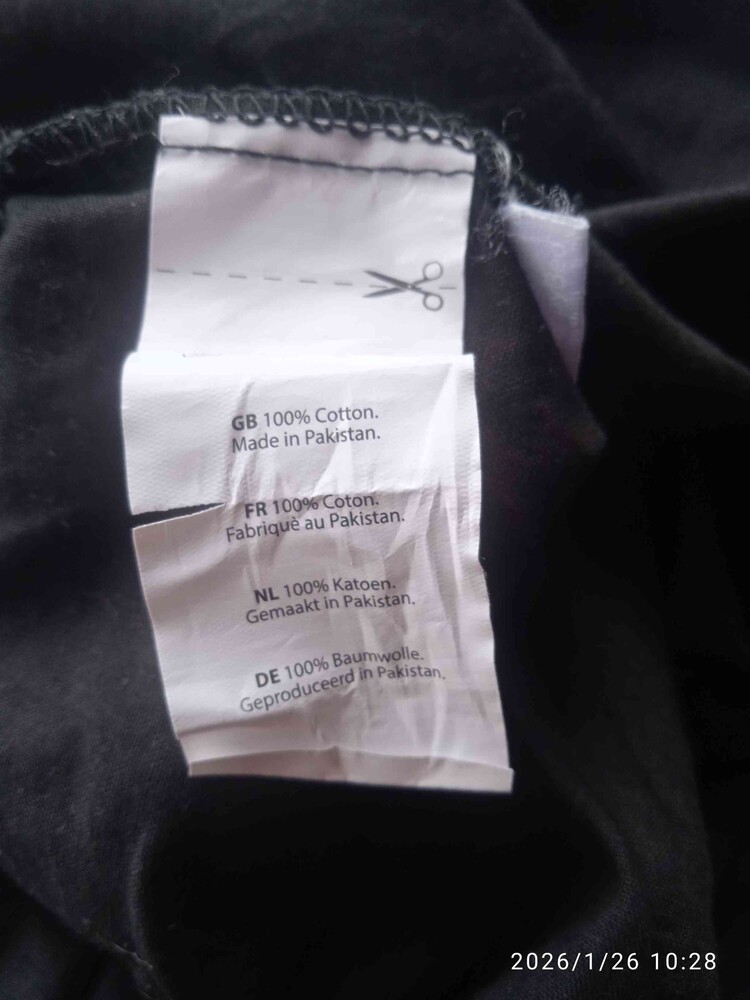 GB 100% Cotton.
Made in Pakistan.
FR 100% Coton.
Fabriquè au Pakistan.
NL 100% Katoen.
Gemaakt in Pakistan.
DE 100% Baumwolle.
Geproduceerd in Pakistan.
2026/1/26 10:28